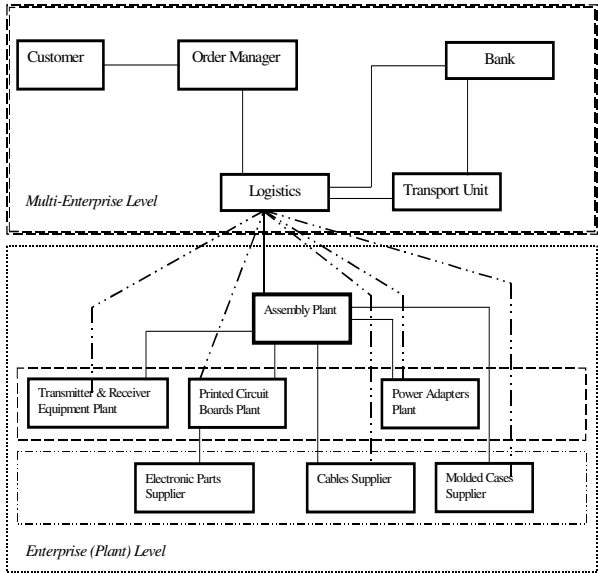 Customer
Order Manager
Bank
Logistics
Transport Unit
Multi-Enterprise Level
Assembly Plant
Transmitter & Receiver
Equipment Plant
Printed Circuit
Boards Plant
Power Adapters
Plant
Electronic Parts
Supplier
Cables Supplier
Molded Cases
Supplier
Enterprise (Plant) Level